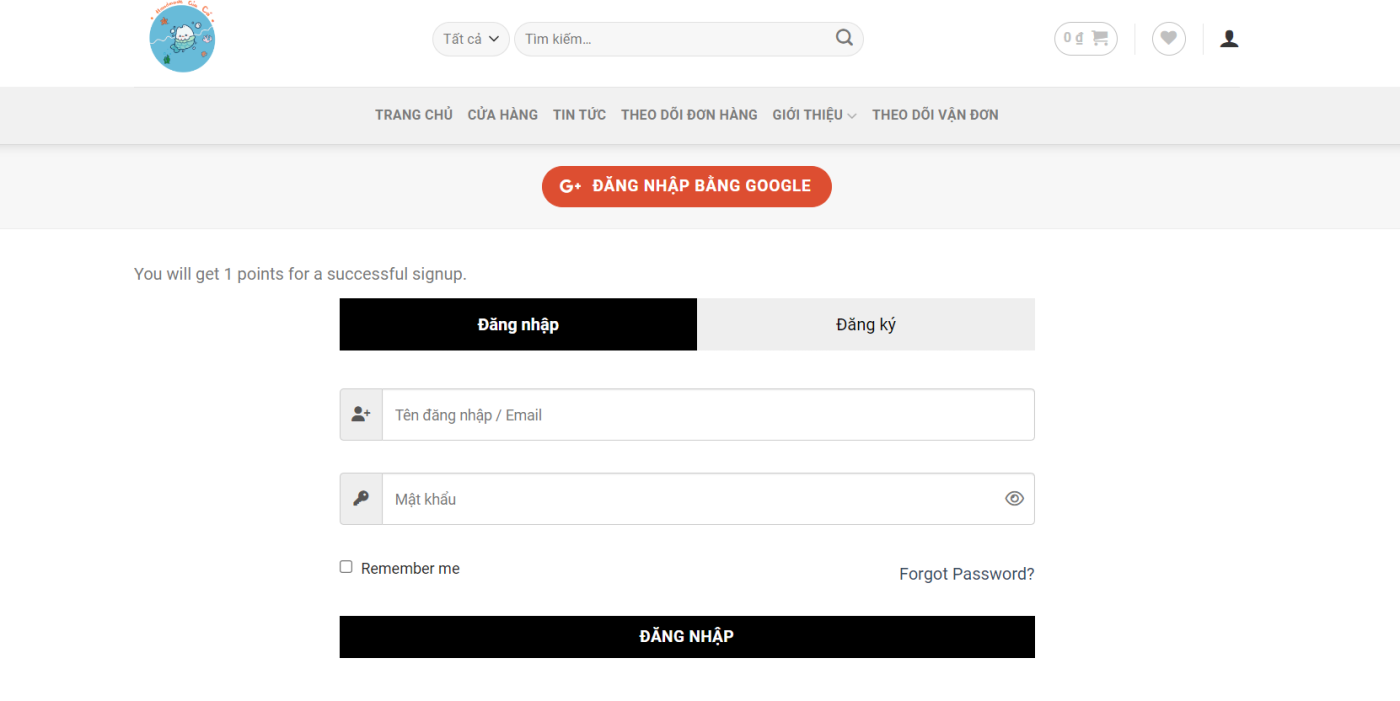 Tất cả
Tìm kiếm...
0 ₫
TRANG CHỦ CỬA HÀNG TIN TỨC THEO DÕI ĐƠN HÀNG GIỚI THIỆU THEO DÕI VẬN ĐƠN
G+ ĐĂNG NHẬP BẰNG GOOGLE
You will get 1 points for a successful signup.
Đăng nhập
Đăng ký
Tên đăng nhập / Email
Mật khẩu
Remember me
Forgot Password?
ĐĂNG NHẬP